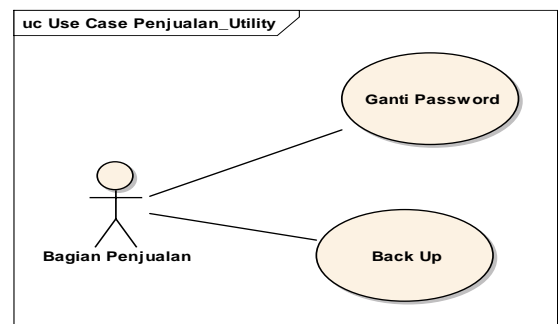 uc Use Case Penjualan_Utility
Ganti Password
Bagian Penjualan
Back Up